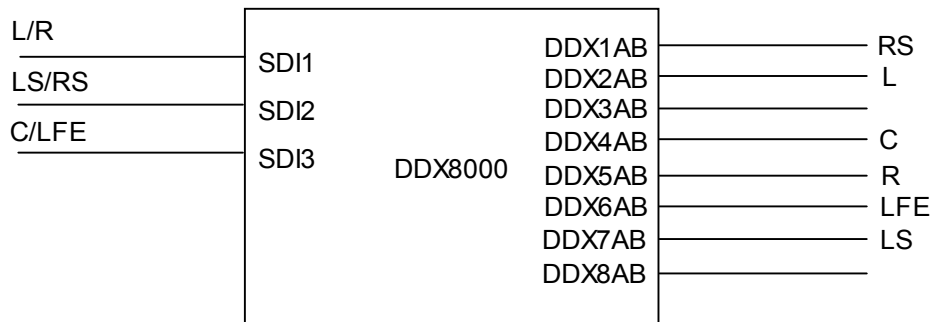 L/R
LS/RS
C/LFE
SDI1
SDI2
SDI3
DDX8000
DDX1AB
DDX2AB
DDX3AB
DDX4AB
DDX5AB
DDX6AB
DDX7AB
DDX8AB
RS
L
C
R
LFE
LS